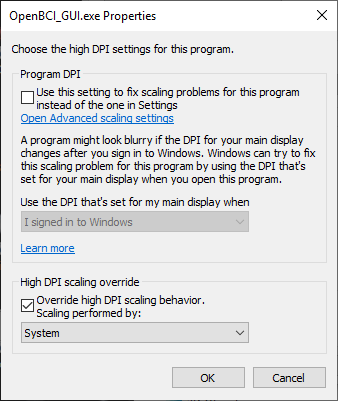 OpenBCI_GUI.exe Properties
Choose the high DPI settings for this program.
Program DPI
Use this setting to fix scaling problems for this program
instead of the one in Settings
Open Advanced scaling settings
A program might look blurry if the DPI for your main display
changes after you sign in to Windows. Windows can try to fix
this scaling problem for this program by using the DPI that's
set for your main display when you open this program.
Use the DPI that's set for my main display when
I signed in to Windows
Learn more
High DPI scaling override
Override high DPI scaling behavior.
Scaling performed by:
System
OK
Cancel